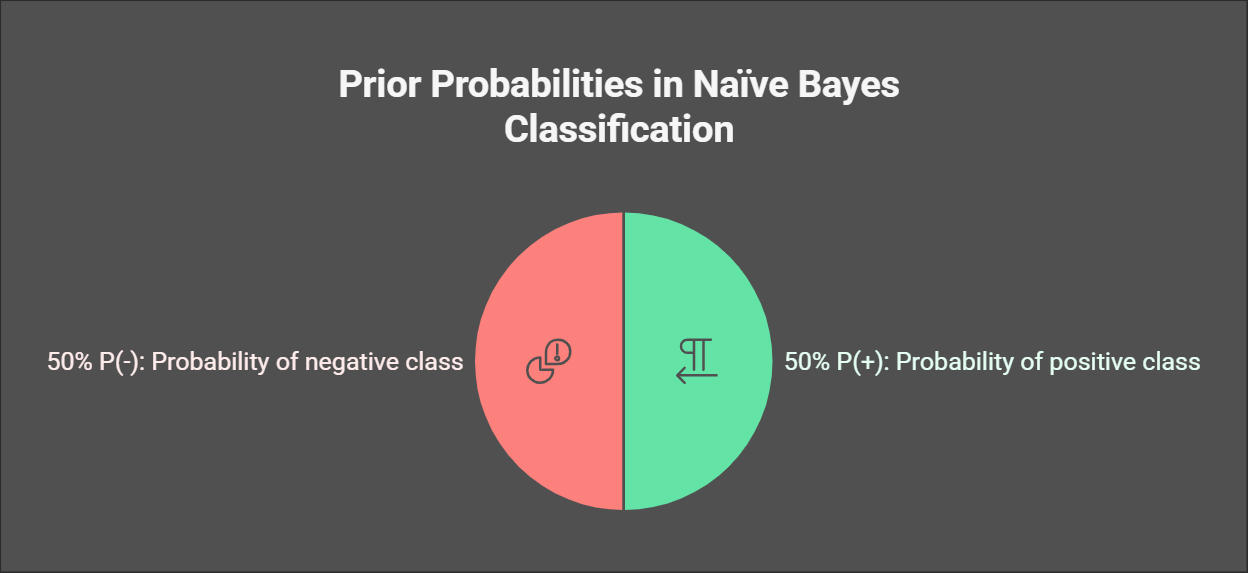 Prior Probabilities in Naïve Bayes
Classification
50% P(-): Probability of negative class
50% P(+): Probability of positive class